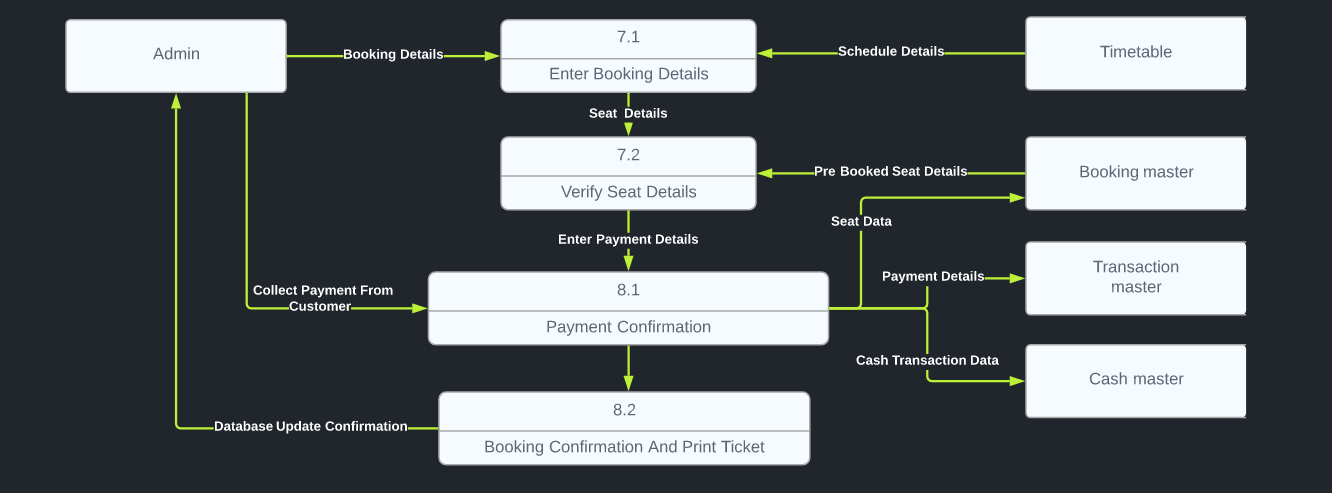 Admin
Booking Details
7.1
Enter Booking Details
Schedule Details
Timetable
Seat Details
7.2
Verify Seat Details
Pre Booked Seat Details
Booking master
Seat Data
Enter Payment Details
Collect Payment From
Customer
8.1
Payment Confirmation
Payment Details
Transaction
master
Cash Transaction Data
Cash master
8.2
Booking Confirmation And Print Ticket
Database Update Confirmation